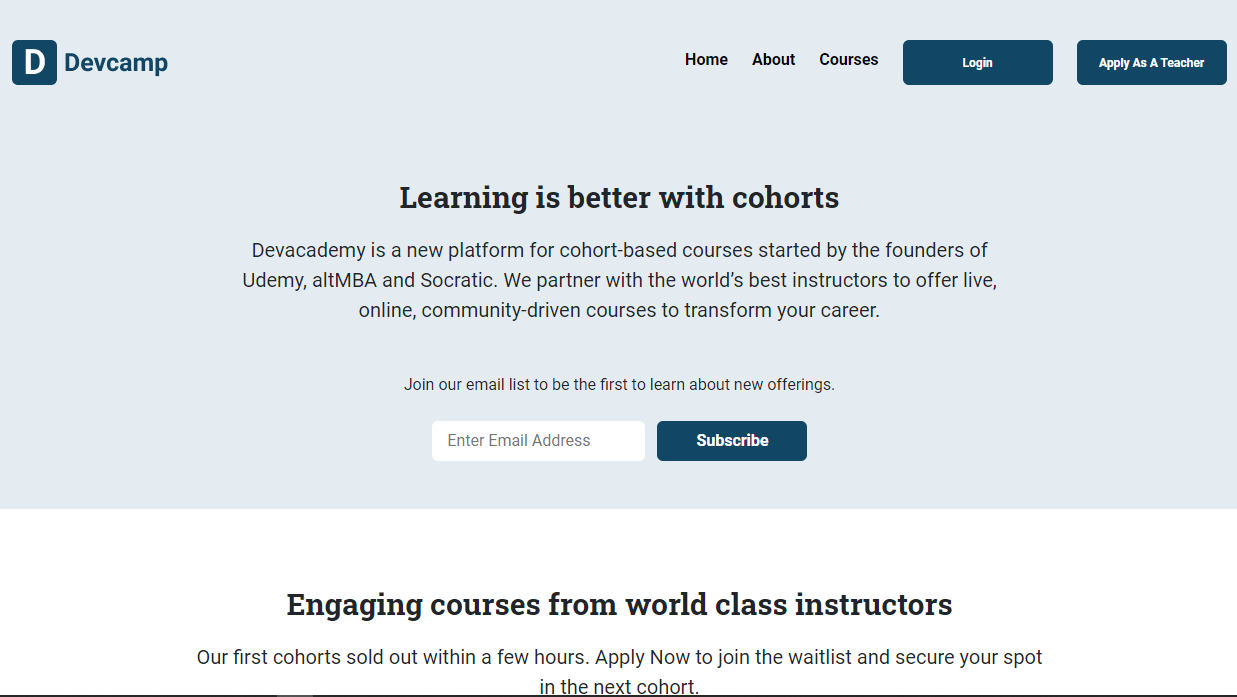 D Devcamp
Home About Courses Login Apply As A Teacher
Learning is better with cohorts
Devacademy is a new platform for cohort-based courses started by the founders of
Udemy, altMBA and Socratic. We partner with the world’s best instructors to offer live,
online, community-driven courses to transform your career.
Join our email list to be the first to learn about new offerings.
Enter Email Address Subscribe
Engaging courses from world class instructors
Our first cohorts sold out within a few hours. Apply Now to join the waitlist and secure your spot
in the next cohort.